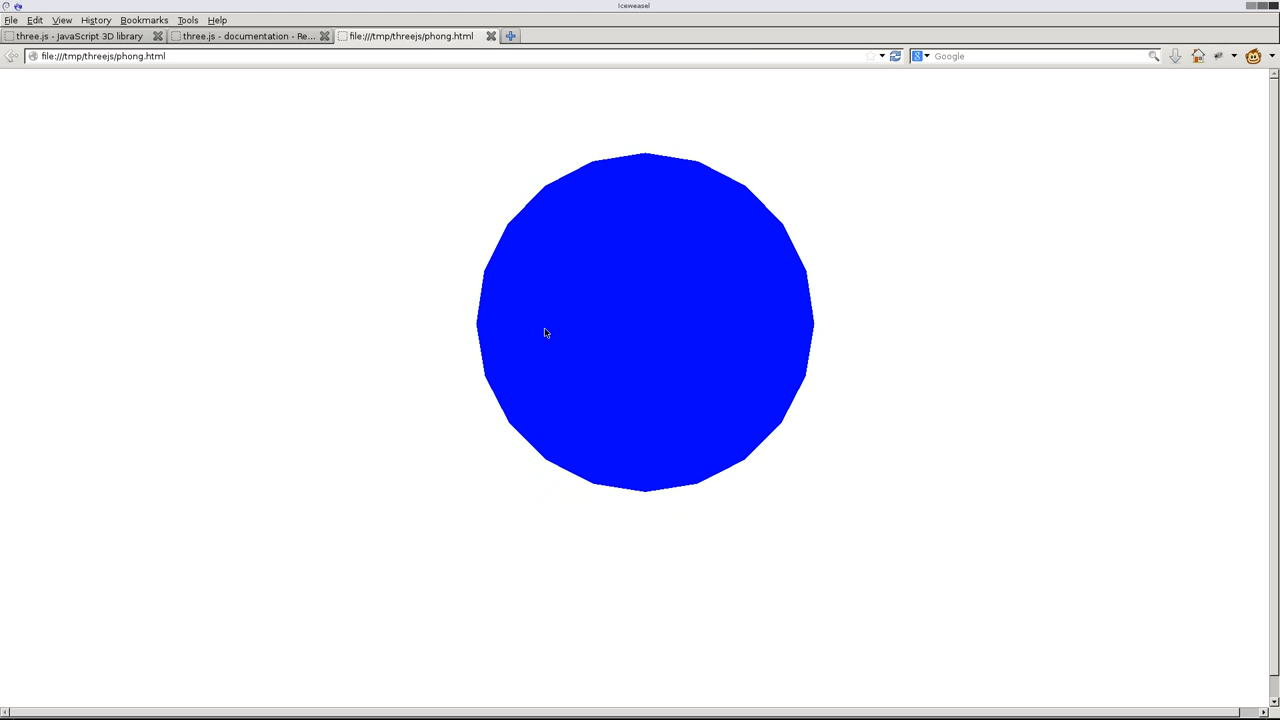 Iceweasel
File Edit View History Bookmarks Tools Help
three.js - JavaScript 3D library three.js - documentation - Re... file:///tmp/threejs/phong.html
file:///tmp/threejs/phong.html Google